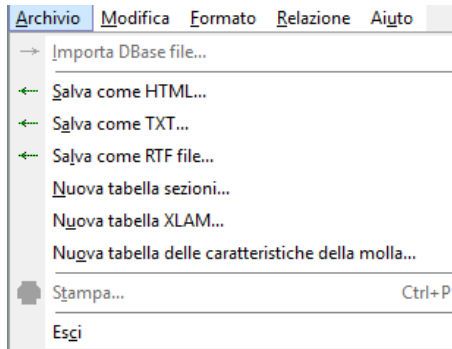 Archivio Modifica Formato Relazione Aiuto
Importa DBase file...
Salva come HTML...
Salva come TXT...
Salva come RTF file...
Nuova tabella sezioni...
Nuova tabella XLAM...
Nuova tabella delle caratteristiche della molla...
Stampa... Ctrl+P
Esci